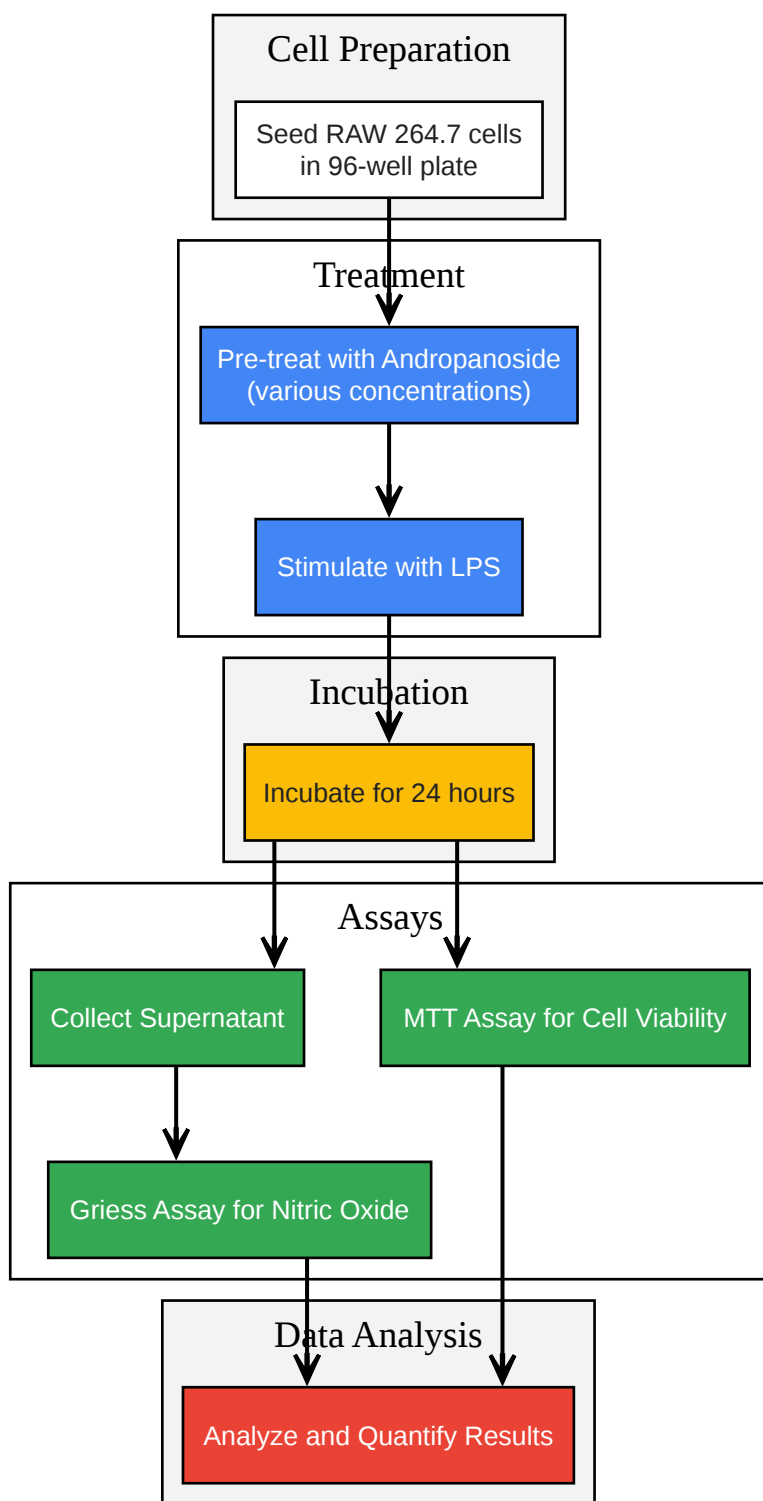 Cell Preparation
Seed RAW 264.7 cells
in 96-well plate
Treatment
Pre-treat with Andropanoside
(various concentrations)
Stimulate with LPS
Incubation
Incubate for 24 hours
Assays
Collect Supernatant
MTT Assay for Cell Viability
Griess Assay for Nitric Oxide
Data Analysis
Analyze and Quantify Results